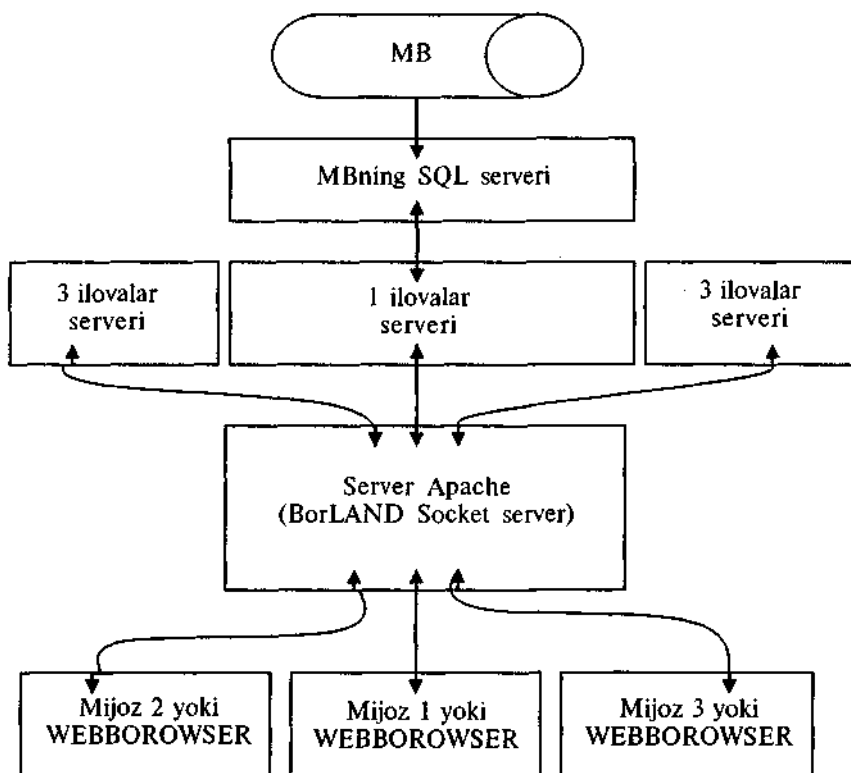 MB
MBning SQL serveri
3 ilovalar
serveri
1 ilovalar
serveri
3 ilovalar
serveri
Server Apache
(BorLAND Socket server)
Mijoz 2 yoki
WEBBOROWSER
Mijoz 1 yoki
WEBBOROWSER
Mijoz 3 yoki
WEBBOROWSER